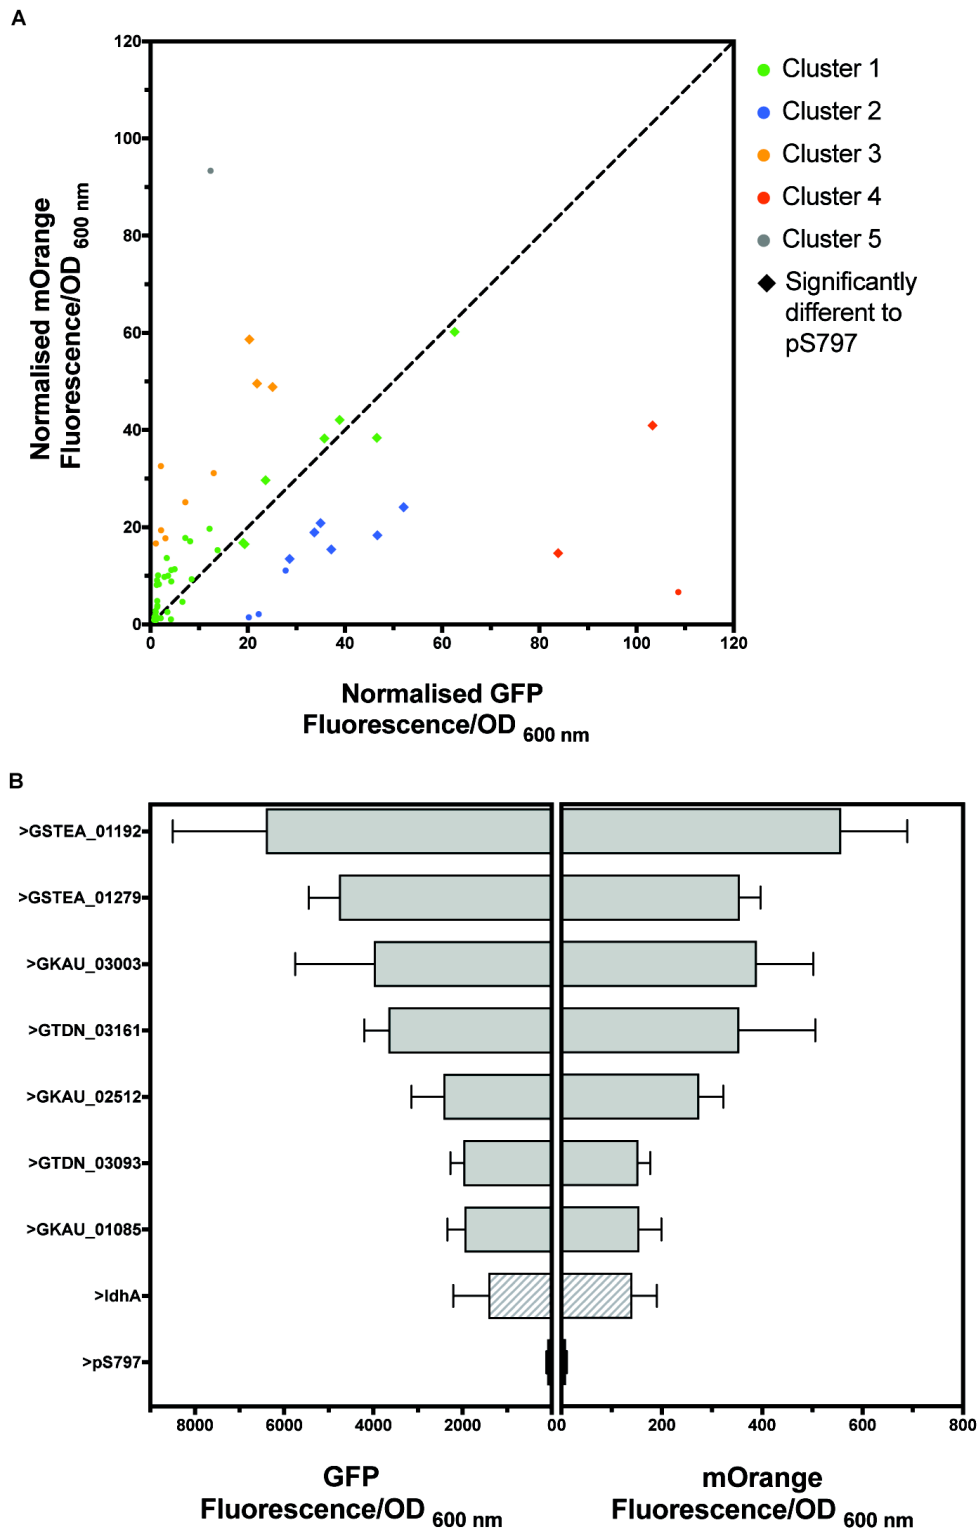 A
120
100
80
60
40
20
0
0 20 40 60 80 100 120
Normalised mOrange
Fluorescence/OD 600 nm
Normalised GFP
Fluorescence/OD 600 nm
Cluster 1
Cluster 2
Cluster 3
Cluster 4
Cluster 5
Significantly
different to
pS797
B
>GSTEA_01192
>GSTEA_01279
>GKAU_03003
>GTDN_03161
>GKAU_02512
>GTDN_03093
>GKAU_01085
>ldhA
>pS797
8000 6000 4000 2000 0 0 200 400 600 800
GFP
Fluorescence/OD 600 nm
mOrange
Fluorescence/OD 600 nm